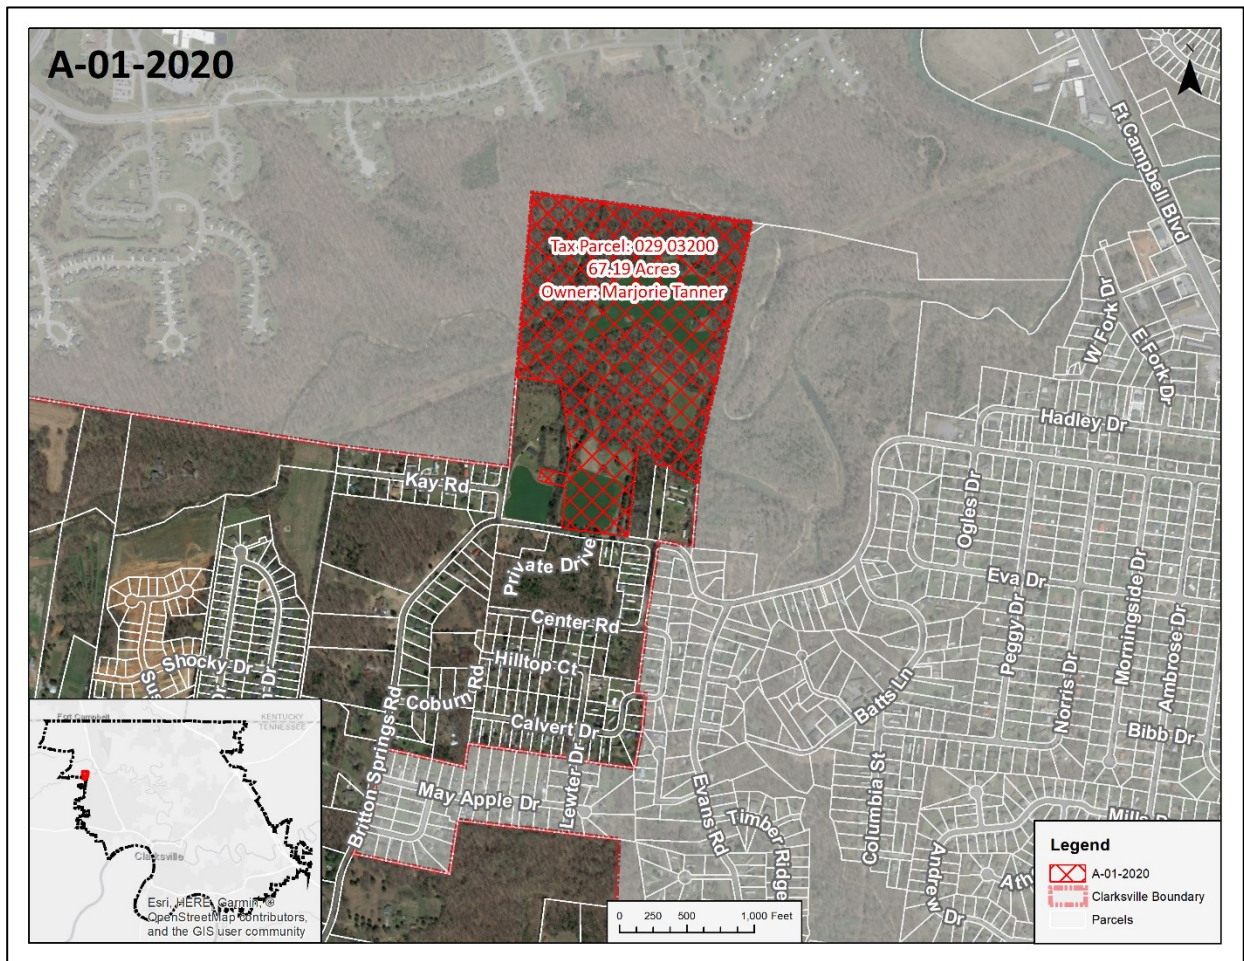 A-01-2020
N
Ft Campbell Blvd
Tax Parcel: 029 03200
67.19 Acres
Owner: Marjorie Tanner
W Fork Dr
E Fork Dr
Hadley Dr
Kay Rd
Ogles Dr
Private Dr
Eva Dr
Center Rd
Peggy Dr
Morningside Dr
Ambrose Dr
Hilltop Ct
Shocky Dr
Norris Dr
Batts Ln
Coburn Rd
Calvert Dr
Bibb Dr
Britton Springs Rd
Lewter Dr
May Apple Dr
Evans Rd
Columbia St
Timber Ridge
Andrew Dr
Fort Campbell
KENTUCKY
TENNESSEE
Clarksville
Esri, HERE, Garmin, ©
OpenStreetMap contributors,
and the GIS user community
0 250 500 1,000 Feet
Legend
A-01-2020
Clarksville Boundary
Parcels